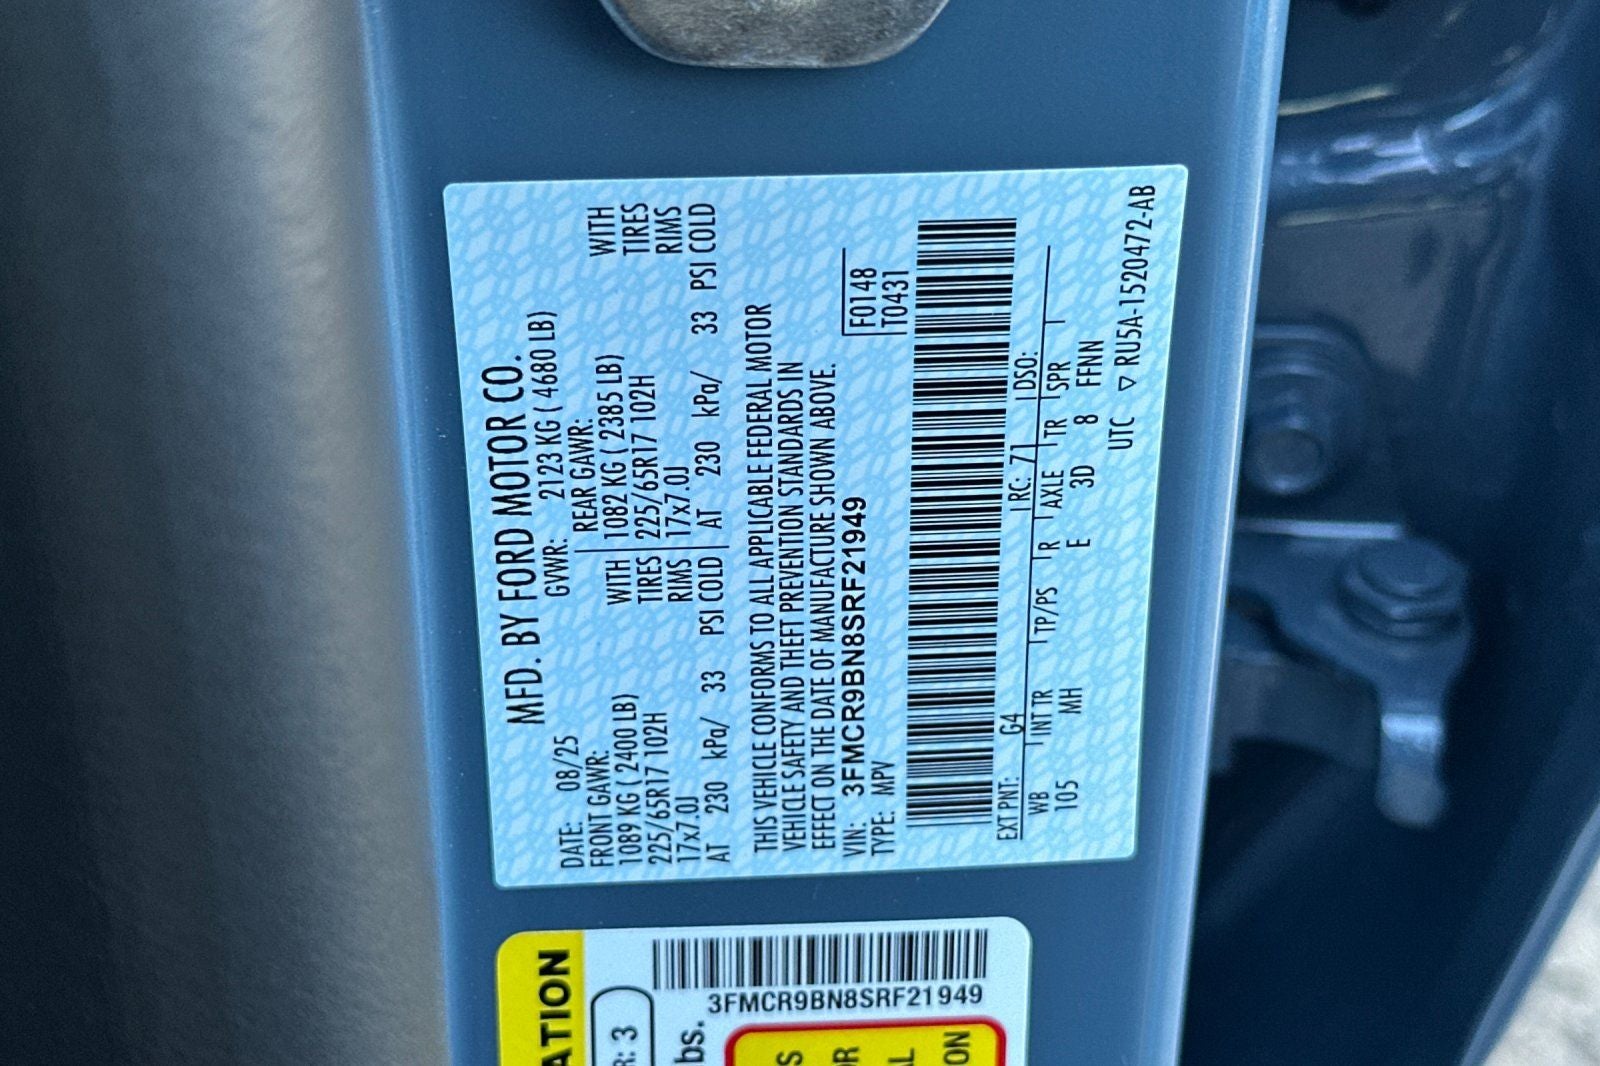 MFD. BY FORD MOTOR CO.
DATE: 08/25 GVWR: 2123 KG ( 4680 LB)
FRONT GAWR: REAR GAWR:
1089 KG ( 2400 LB) WITH 1082 KG ( 2385 LB) WITH
225/65R17 102H TIRES 225/65R17 102H TIRES
17x7.0J RIMS 17x7.0J RIMS
AT 230 kPa/ 33 PSI COLD AT 230 kPa/ 33 PSI COLD
THIS VEHICLE CONFORMS TO ALL APPLICABLE FEDERAL MOTOR
VEHICLE SAFETY AND THEFT PREVENTION STANDARDS IN
EFFECT ON THE DATE OF MANUFACTURE SHOWN ABOVE.
VIN: 3FMCR9BN8SRF21949 F0148
TYPE: MPV T0431
EXT PNT: G4 RC: 71 DSO:
WB INT TR TP/PS R AXLE TR SPR
105 MH E 3D 8 FFNN
UTC ▽ RU5A-1520472-AB
3FMCR9BN8SRF21949
ATION
R: 3
bs.
S
OR
AL
ON